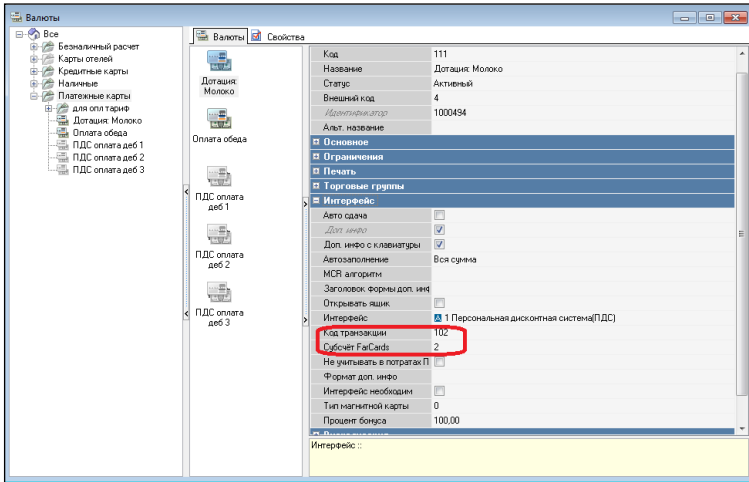 Валюты
Все
Безналичный расчет
Карты отелей
Кредитные карты
Наличные
Платежные карты
для опл тариф
Дотация: Молоко
Оплата обеда
ПДС оплата деб 1
ПДС оплата деб 2
ПДС оплата деб 3
Валюты Свойства
Дотация:
Молоко
Оплата обеда
ПДС оплата
деб 1
ПДС оплата
деб 2
ПДС оплата
деб 3
Код 111
Название Дотация: Молоко
Статус Активный
Внешний код 4
Идентификатор 1000494
Альт. название
Основное
Ограничения
Печать
Торговые группы
Интерфейс
Авто сдача
Доп. инфо
Доп. инфо с клавиатуры
Автозаполнение Вся сумма
MCR алгоритм
Заголовок формы доп. инф
Открывать ящик
Интерфейс 1 Персональная дисконтная система(ПДС)
Код транзакции 102
Субсчёт FarCards 2
Не учитывать в потратах П
Формат доп. инфо
Интерфейс необходим
Тип магнитной карты 0
Процент бонуса 100,00
Интерфейс ::